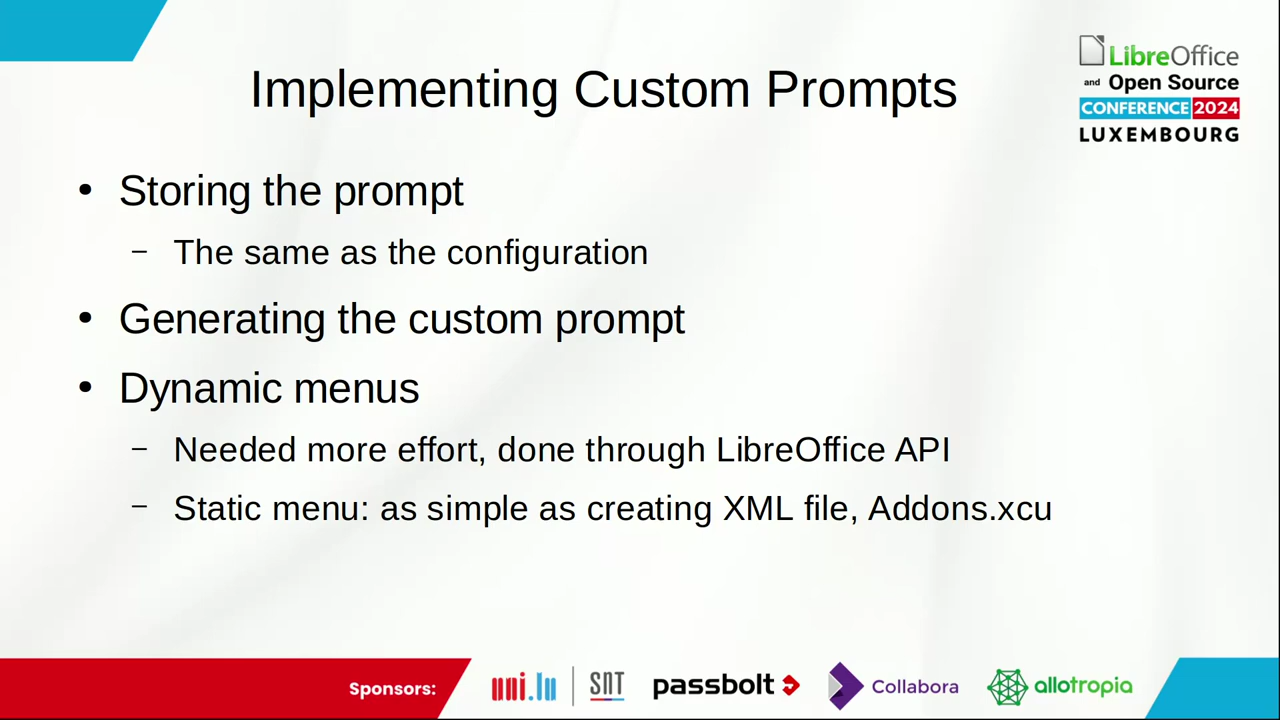 LibreOffice
and Open Source
CONFERENCE 2024
LUXEMBOURG
Implementing Custom Prompts
• Storing the prompt
– The same as the configuration
• Generating the custom prompt
• Dynamic menus
– Needed more effort, done through LibreOffice API
– Static menu: as simple as creating XML file, Addons.xcu
Sponsors: uni.lu SNT passbolt Collabora allotropia